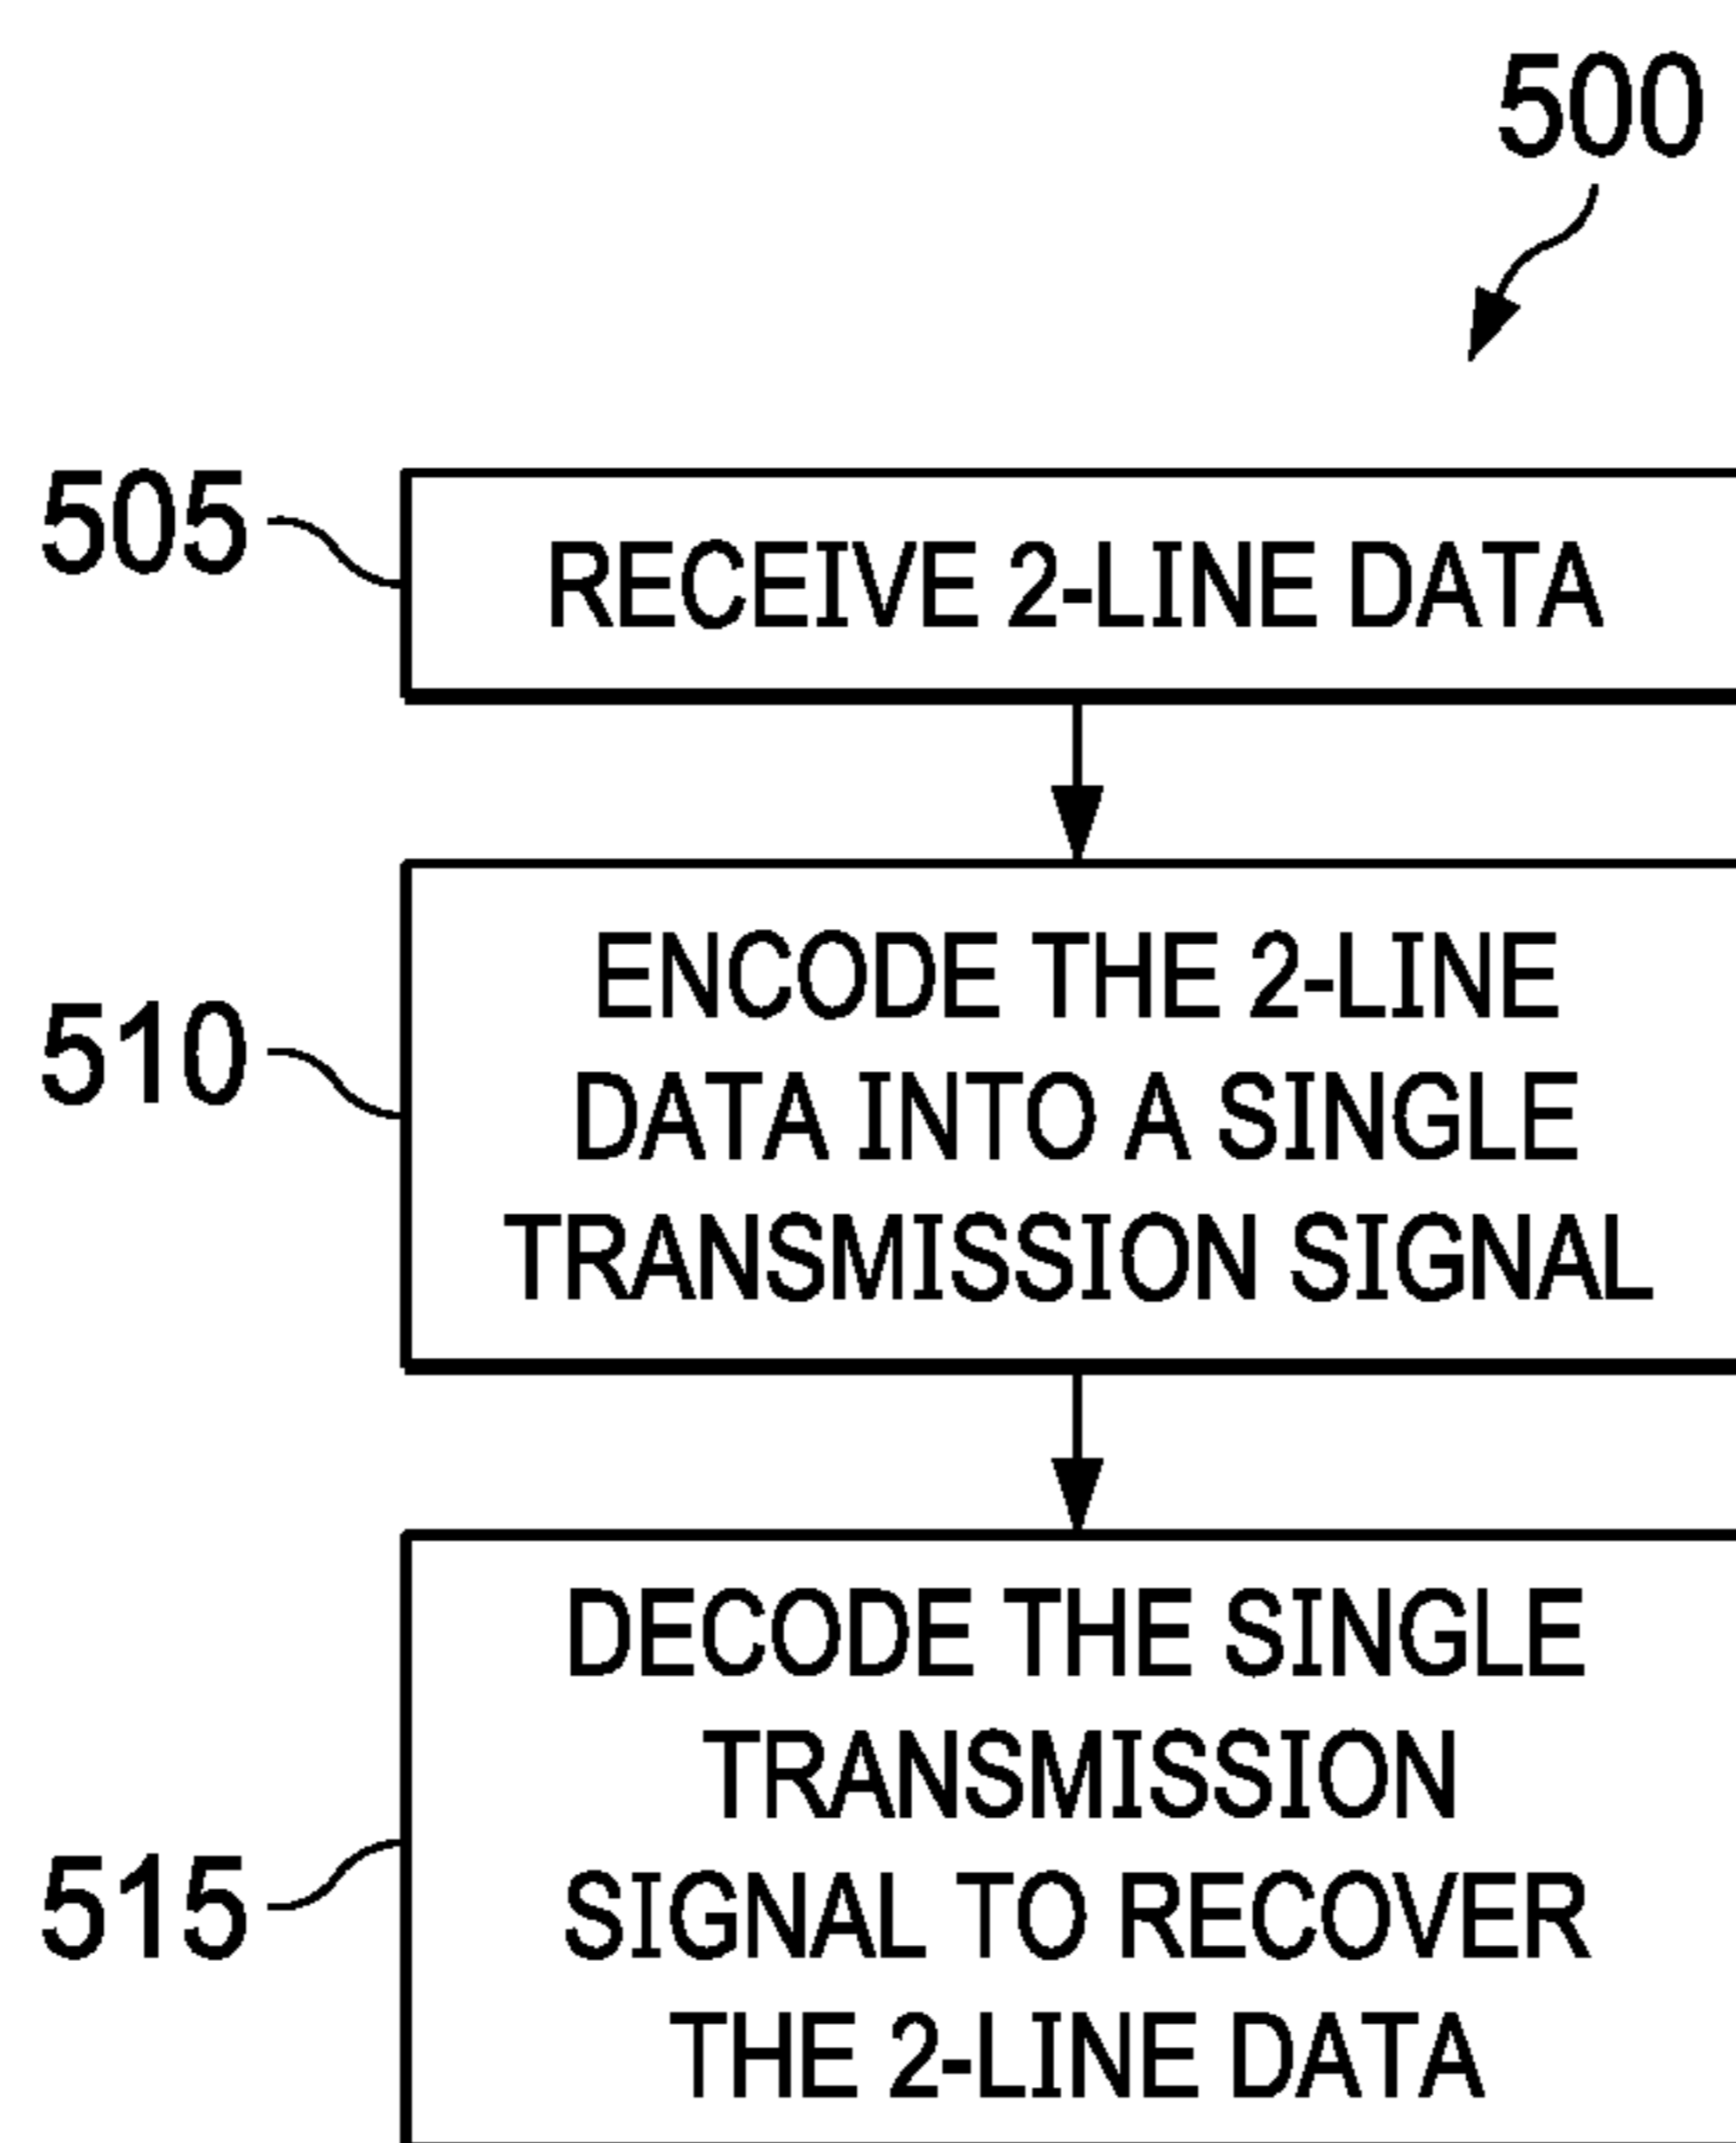 500
505
RECEIVE 2-LINE DATA
510
ENCODE THE 2-LINE
DATA INTO A SINGLE
TRANSMISSION SIGNAL
515
DECODE THE SINGLE
TRANSMISSION
SIGNAL TO RECOVER
THE 2-LINE DATA